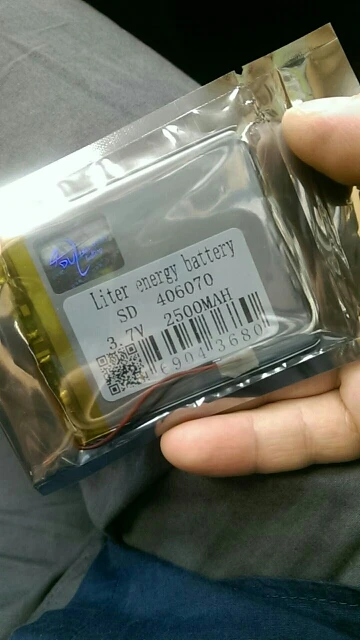 Liter energy battery
SD 406070
3.7V 2500MAH